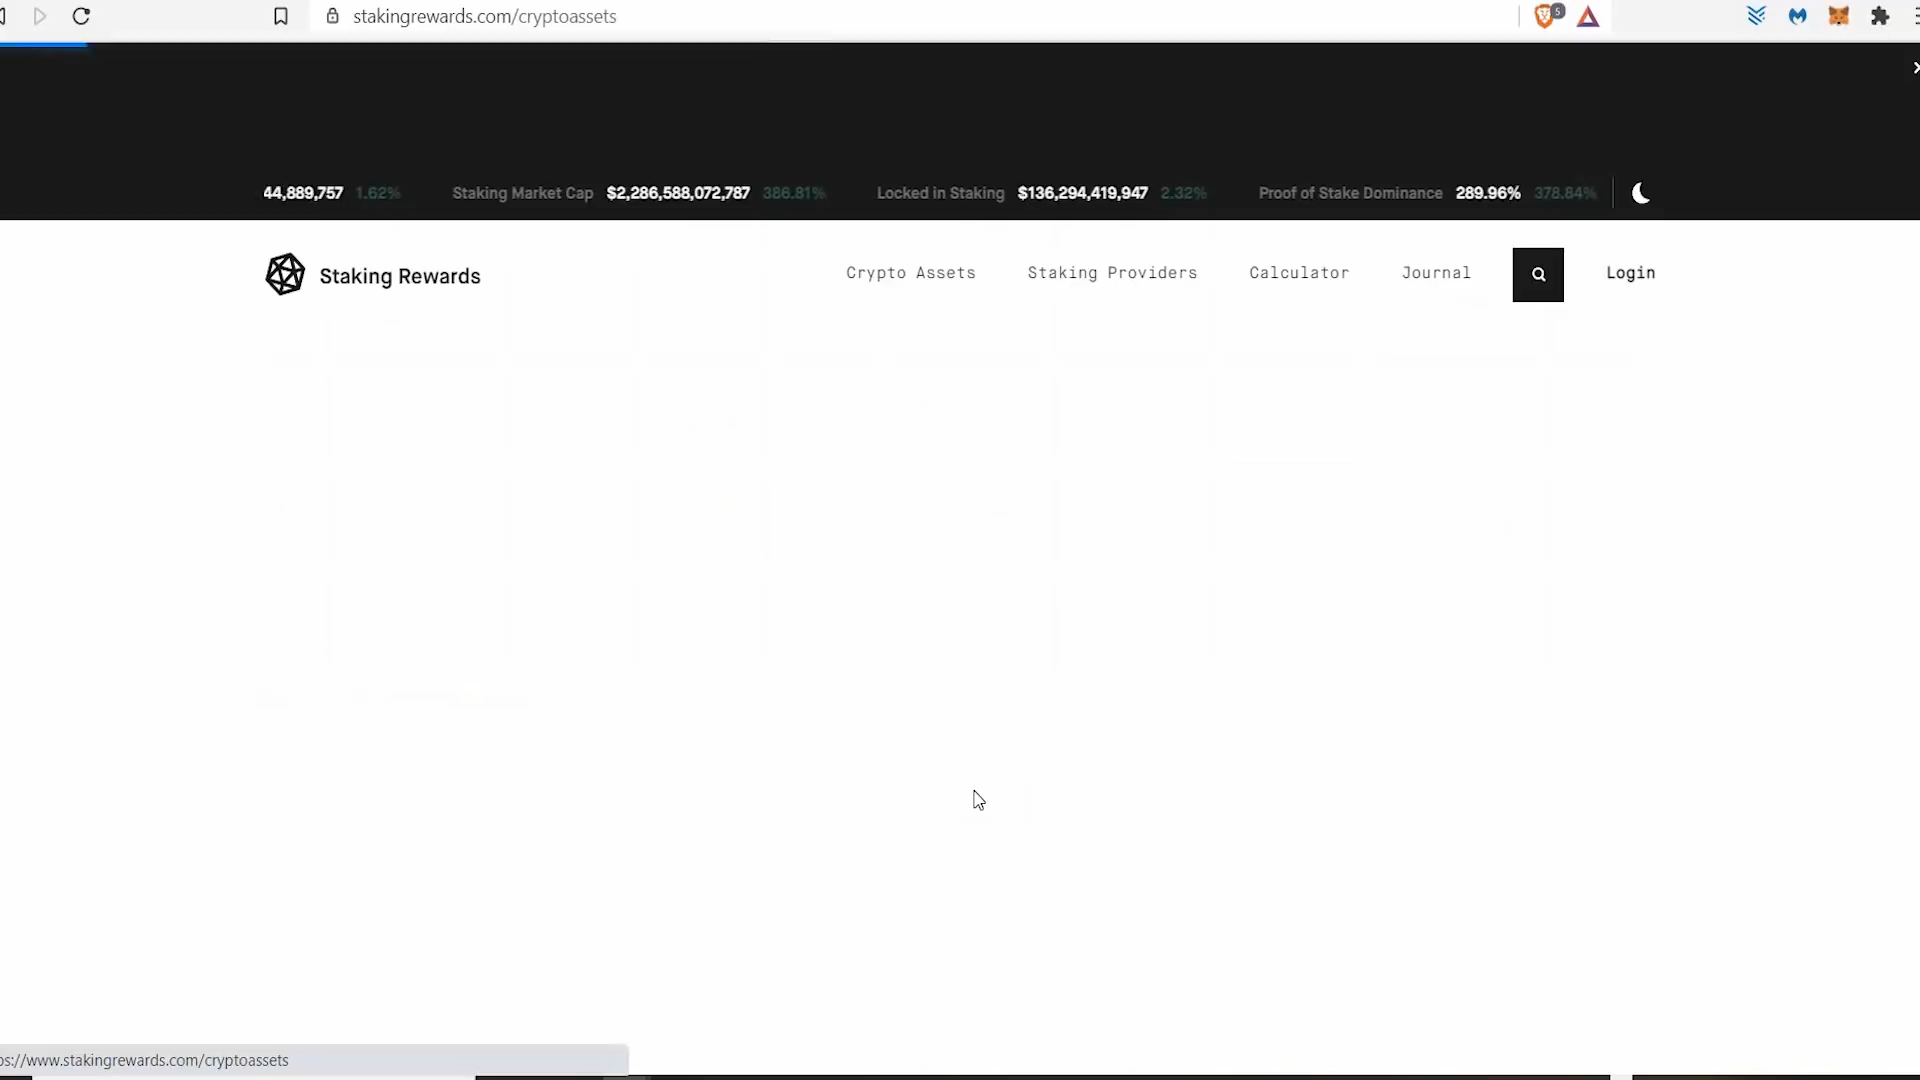 stakingrewards.com/cryptoassets
5
44,889,757 1.62% Staking Market Cap $2,286,588,072,787 386.81% Locked in Staking $136,294,419,947 2.32% Proof of Stake Dominance 289.96% 378.84%
Staking Rewards Crypto Assets Staking Providers Calculator Journal Login
ps://www.stakingrewards.com/cryptoassets